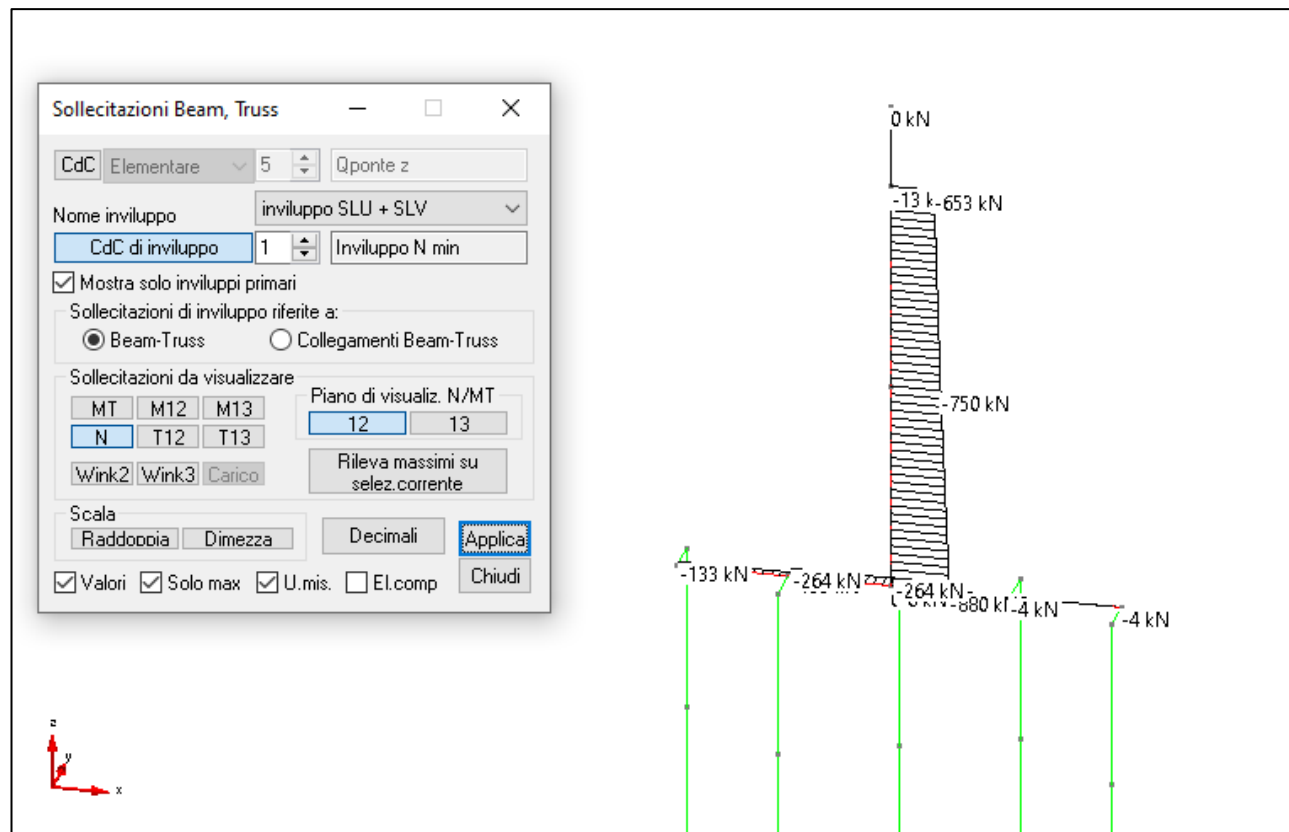 Sollecitazioni Beam, Truss
CdC Elementare 5 Qponte z
Nome inviluppo inviluppo SLU + SLV
CdC di inviluppo 1 Inviluppo N min
Mostra solo inviluppi primari
Sollecitazioni di inviluppo riferite a:
Beam-Truss Collegamenti Beam-Truss
Sollecitazioni da visualizzare
Piano di visualiz. N/MT
MT M12 M13
12 13
N T12 T13
Rileva massimi su
selez.corrente
Wink2 Wink3 Carico
Scala
Raddoppia Dimezza
Decimali
Applica
Valori Solo max U.mis. El.comp
Chiudi
0 kN
-13 k
-653 kN
-750 kN
-133 kN
-264 kN
-264 kN
-880 k
-4 kN
-4 kN
z
y
x